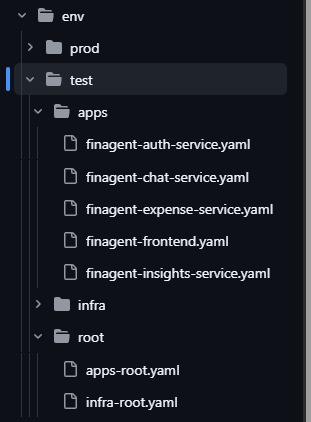 env
prod
test
apps
finagent-auth-service.yaml
finagent-chat-service.yaml
finagent-expense-service.yaml
finagent-frontend.yaml
finagent-insights-service.yaml
infra
root
apps-root.yaml
infra-root.yaml